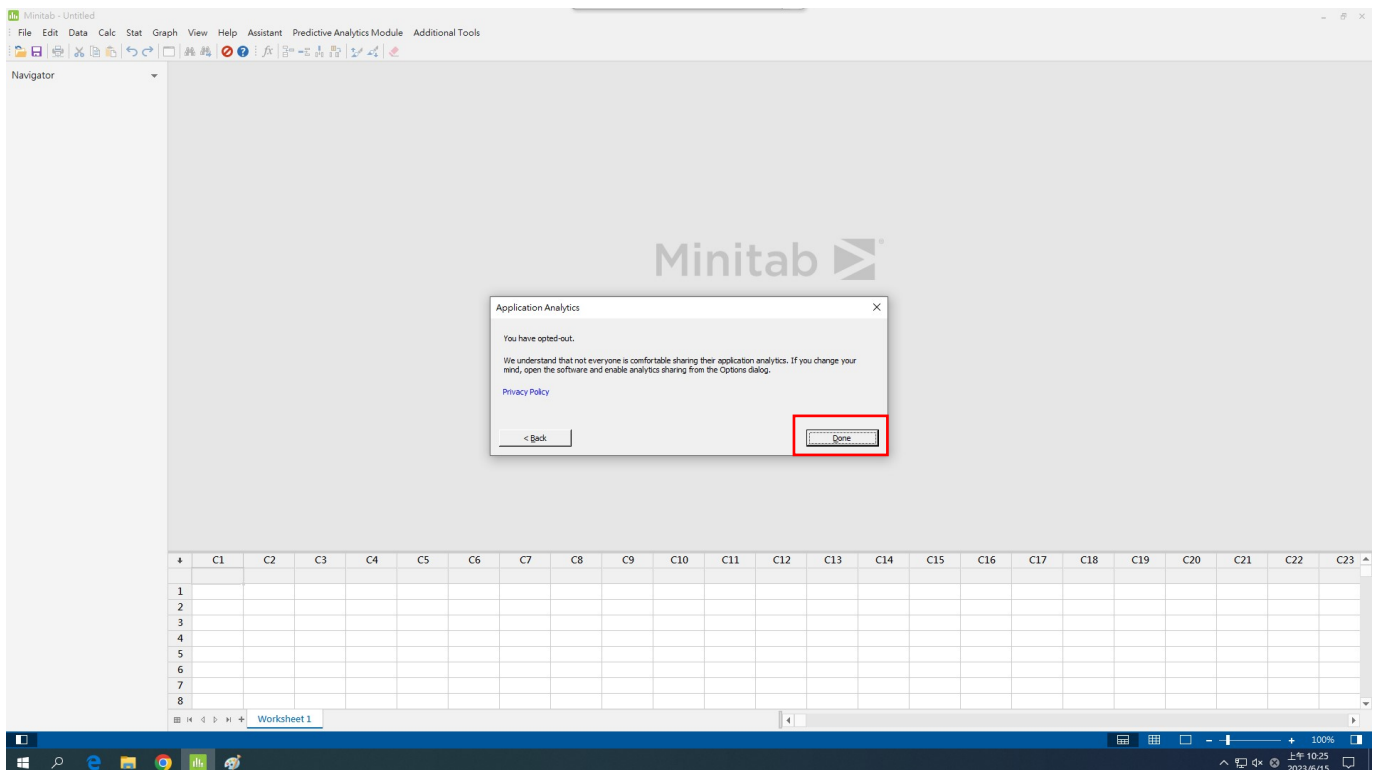 Minitab - Untitled
File Edit Data Calc Stat Graph View Help Assistant Predictive Analytics Module Additional Tools
Navigator
Minitab
Application Analytics
You have opted-out.
We understand that not everyone is comfortable sharing their application analytics. If you change your
mind, open the software and enable analytics sharing from the Options dialog.
Privacy Policy
< Back
Done
C1 C2 C3 C4 C5 C6 C7 C8 C9 C10 C11 C12 C13 C14 C15 C16 C17 C18 C19 C20 C21 C22 C23
1
2
3
4
5
6
7
8
Worksheet 1
100%
上午 10:25
2023/6/15